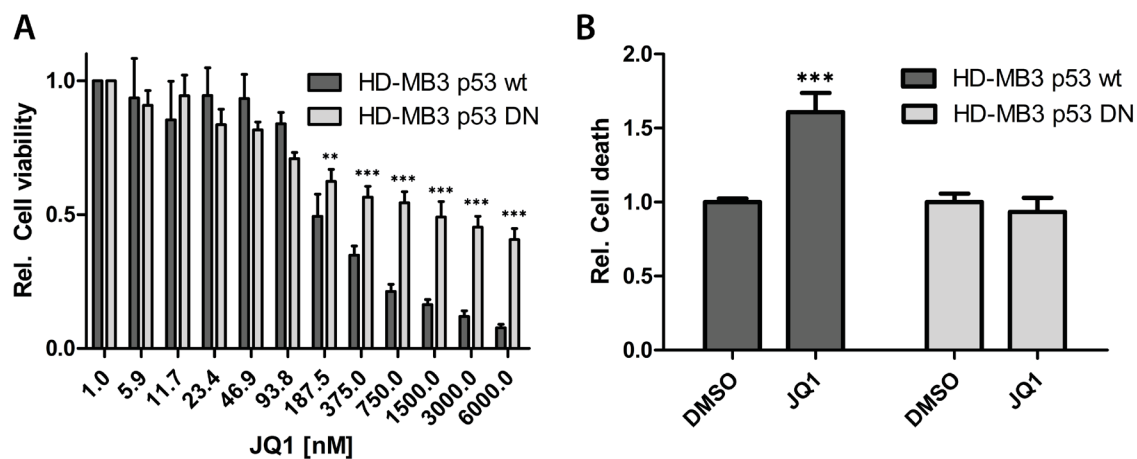 A
Rel. Cell viability
1.0
0.5
0.0
HD-MB3 p53 wt
HD-MB3 p53 DN
**
***
***
***
***
***
1.0
5.9
11.7
23.4
46.9
93.8
187.5
375.0
750.0
1500.0
3000.0
6000.0
JQ1 [nM]
B
Rel. Cell death
2.0
1.5
1.0
0.5
0.0
***
HD-MB3 p53 wt
HD-MB3 p53 DN
DMSO
JQ1
DMSO
JQ1